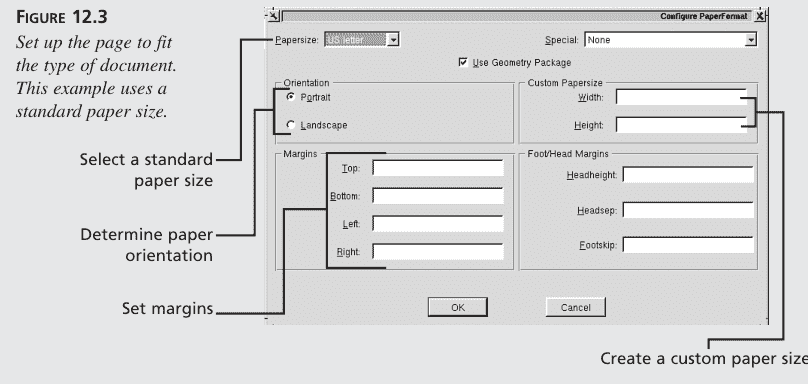 FIGURE 12.3
Set up the page to fit
the type of document.
This example uses a
standard paper size.
Select a standard
paper size
Determine paper
orientation
Set margins
Configure PaperFormat
Papersize: US letter
Special: None
Use Geometry Package
Orientation
Portrait
Landscape
Custom Papersize
Width:
Height:
Margins
Top:
Bottom:
Left:
Right:
Foot/Head Margins
Headheight:
Headsep:
Footskip:
OK
Cancel
Create a custom paper size